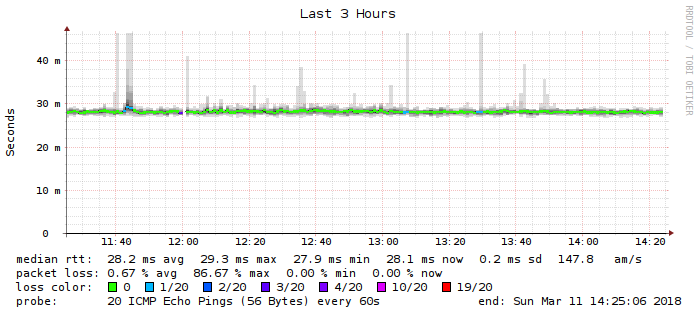 Last 3 Hours
RRDTOOL / TOBI OETIKER
Seconds
40 m
30 m
20 m
10 m
0
11:40 12:00 12:20 12:40 13:00 13:20 13:40 14:00 14:20
median rtt: 28.2 ms avg 29.3 ms max 27.9 ms min 28.1 ms now 0.2 ms sd 147.8 am/s
packet loss: 0.67 % avg 86.67 % max 0.00 % min 0.00 % now
loss color: 0 1/20 2/20 3/20 4/20 10/20 19/20
probe: 20 ICMP Echo Pings (56 Bytes) every 60s end: Sun Mar 11 14:25:06 2018